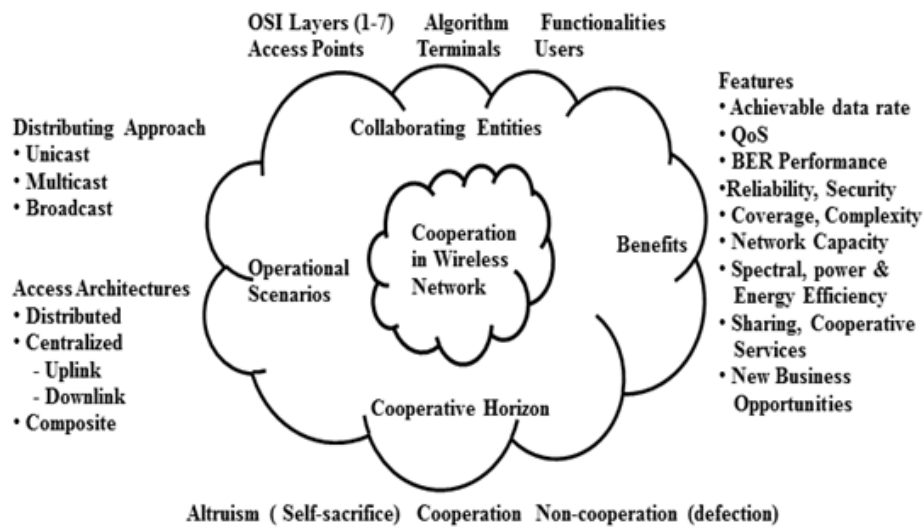 OSI Layers (1-7) Algorithm Functionalities
Access Points Terminals Users
Features
• Achievable data rate
• QoS
• BER Performance
•Reliability, Security
• Coverage, Complexity
• Network Capacity
• Spectral, power &
Energy Efficiency
• Sharing, Cooperative
Services
• New Business
Opportunities
Distributing Approach
• Unicast
• Multicast
• Broadcast
Access Architectures
• Distributed
• Centralized
- Uplink
- Downlink
• Composite
Collaborating Entities
Operational
Scenarios
Cooperation
in Wireless
Network
Benefits
Cooperative Horizon
Altruism ( Self-sacrifice) Cooperation Non-cooperation (defection)